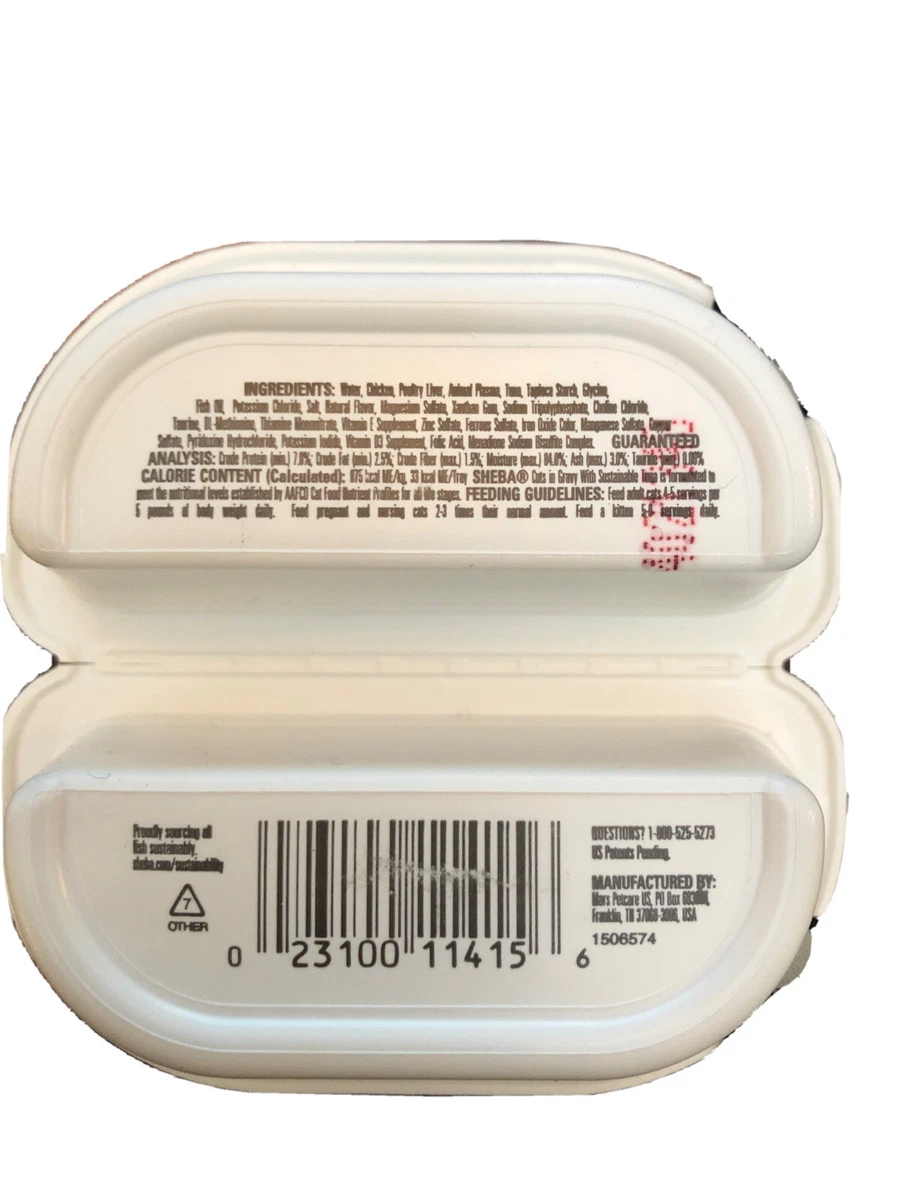 INGREDIENTS: Water, Chicken, Poultry Liver, Animal Plasma, Tuna, Tapioca Starch, Glycine,
Fish Oil, Potassium Chloride, Salt, Natural Flavor, Magnesium Sulfate, Xanthan Gum, Sodium Tripolyphosphate, Choline Chloride,
Taurine, DL-Methionine, Thiamine Mononitrate, Vitamin E Supplement, Zinc Sulfate, Ferrous Sulfate, Iron Oxide Color, Manganese Sulfate, Copper
Sulfate, Pyridoxine Hydrochloride, Potassium Iodide, Vitamin D3 Supplement, Folic Acid, Menadione Sodium Bisulfite Complex. GUARANTEED
ANALYSIS: Crude Protein (min.) 7.0%; Crude Fat (min.) 2.5%; Crude Fiber (max.) 1.5%; Moisture (max.) 84.0%; Ash (max.) 3.0%; Taurine (min.) 0.06%
CALORIE CONTENT (Calculated): 875 kcal ME/kg, 33 kcal ME/Tray SHEBA® Cuts in Gravy With Sustainable Tuna is formulated to
meet the nutritional levels established by AAFCO Cat Food Nutrient Profiles for all life stages. FEEDING GUIDELINES: Feed adult cats 4-5 servings per
5 pounds of body weight daily. Feed pregnant and nursing cats 2-3 times their normal amount. Feed a kitten servings daily.
Proudly sourcing all
fish sustainably.
sheba.com/sustainability
7
OTHER
0 23100 11415 6
QUESTIONS? 1-800-525-5273
US Patents Pending.
MANUFACTURED BY:
Mars Petcare US, PO Box
Franklin, TN 37068-3006, USA
1506574